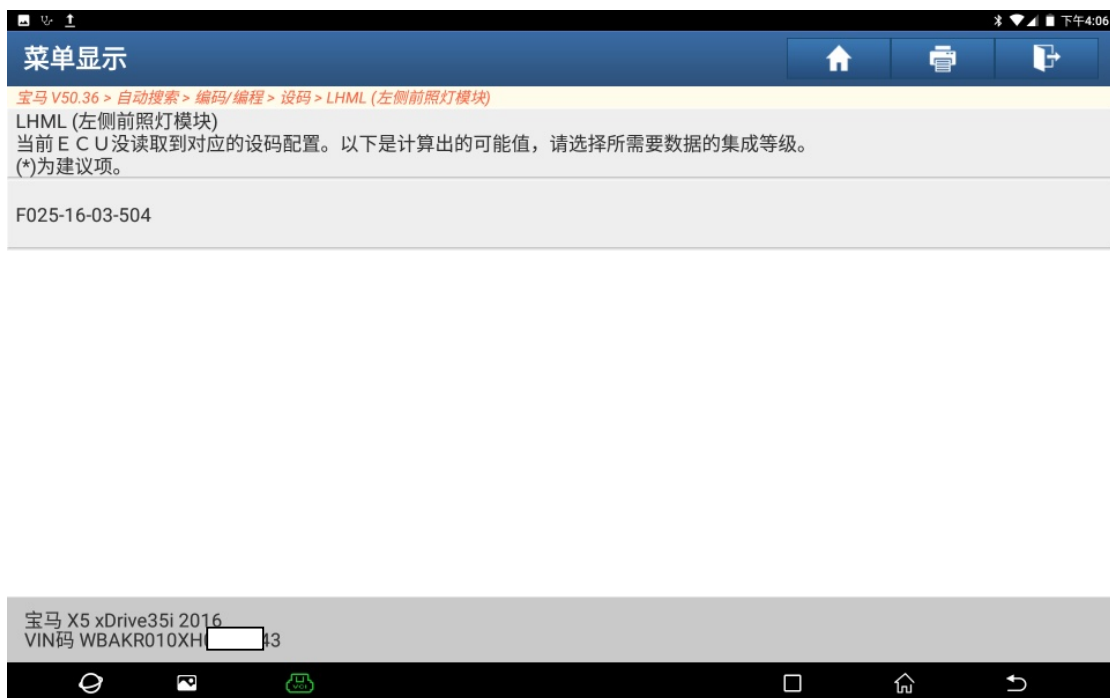 下午4:06
菜单显示
宝马 V50.36 > 自动搜索 > 编码/编程 > 设码 > LHML (左侧前照灯模块)
LHML (左侧前照灯模块)
当前ＥＣＵ没读取到对应的设码配置。以下是计算出的可能值，请选择所需要数据的集成等级。
(*)为建议项。
F025-16-03-504
宝马 X5 xDrive35i 2016
VIN码 WBAKR010XH 43
VCI